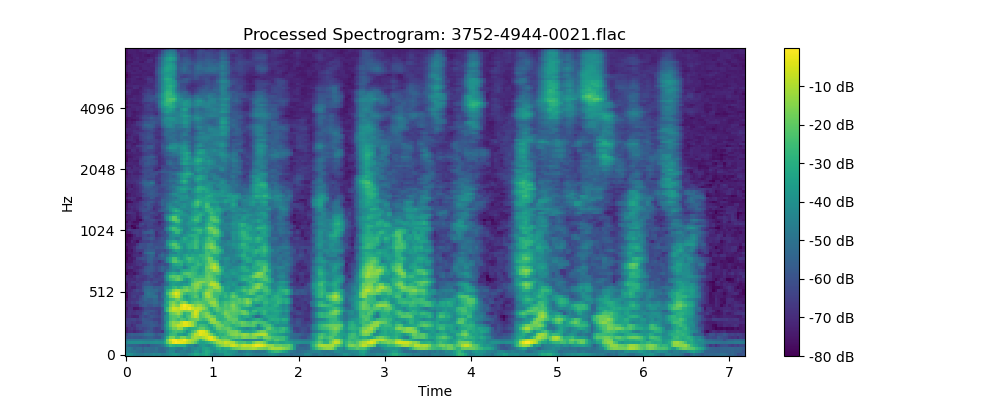 Processed Spectrogram: 3752-4944-0021.flac
Hz
4096
2048
1024
512
0
0 1 2 3 4 5 6 7
Time
-10 dB
-20 dB
-30 dB
-40 dB
-50 dB
-60 dB
-70 dB
-80 dB